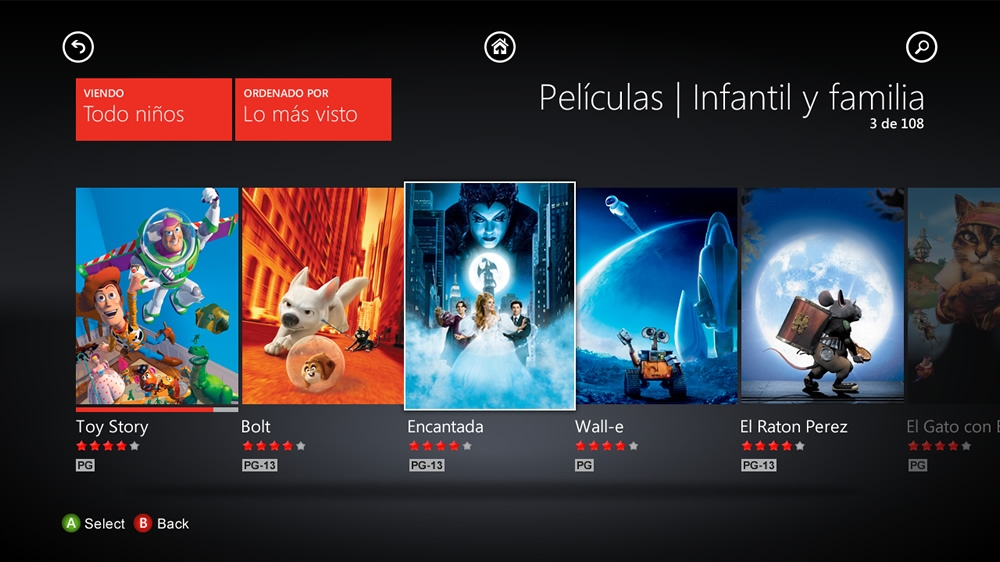 VIENDO
Todo niños
ORDENADO POR
Lo más visto
Películas | Infantil y familia
3 de 108
Toy Story
Bolt
Encantada
Wall-e
El Raton Perez
El Gato con
PG
PG-13
PG-13
PG
PG-13
PG
A Select B Back